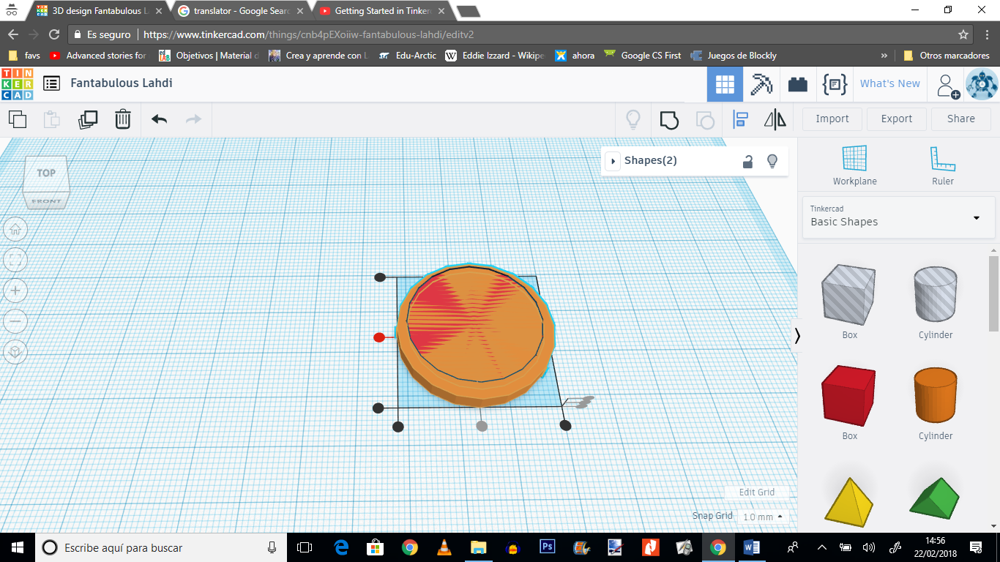 3D design Fantabulous L
translator - Google Sear
Getting Started in Tinker
Es seguro
https://www.tinkercad.com/things/cnb4pEXoiiw-fantabulous-lahdi/editv2
favs
Advanced stories for
Objetivos | Material d
Crea y aprende con L
Edu-Arctic
W
Eddie Izzard - Wikipe
ahora
Google CS First
Juegos de Blockly
»
Otros marcadores
TIN
KER
CAD
Fantabulous Lahdi
What's New
Import
Export
Share
TOP
FRONT
Shapes(2)
Workplane
Ruler
Tinkercad
Basic Shapes
Box
Cylinder
Box
Cylinder
Edit Grid
Snap Grid
1.0 mm
Escribe aquí para buscar
Ps
14:56
22/02/2018